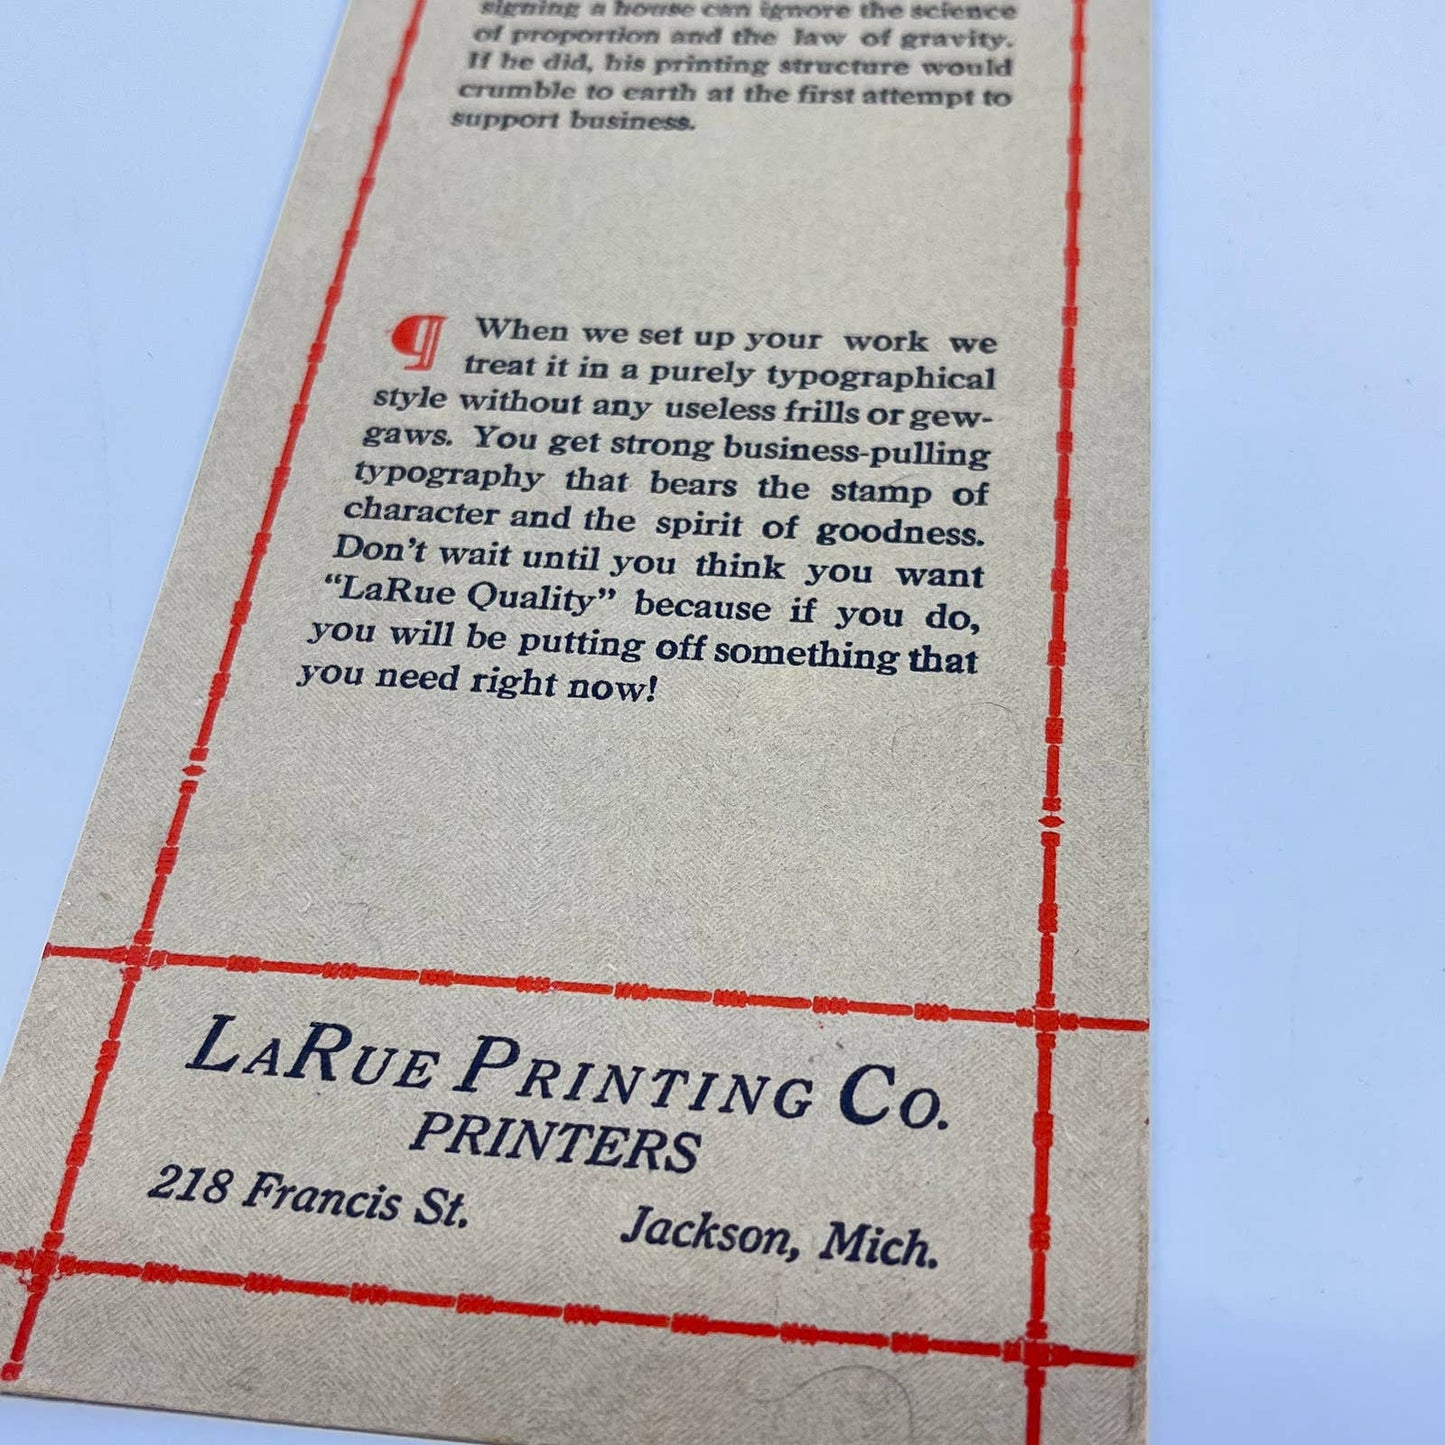 signing a house can ignore the science
of proportion and the law of gravity.
If he did, his printing structure would
crumble to earth at the first attempt to
support business.
¶ When we set up your work we
treat it in a purely typographical
style without any useless frills or gew-
gaws. You get strong business-pulling
typography that bears the stamp of
character and the spirit of goodness.
Don't wait until you think you want
“LaRue Quality” because if you do,
you will be putting off something that
you need right now!
LARUE PRINTING CO.
PRINTERS
218 Francis St. Jackson, Mich.